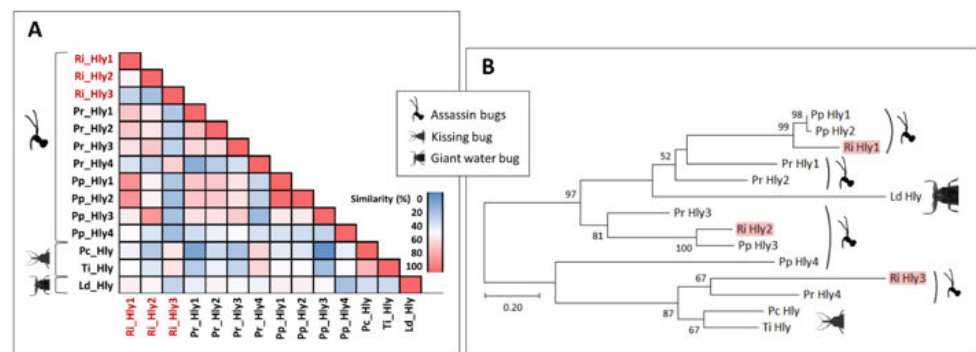 A
Ri_Hly1
Ri_Hly2
Ri_Hly3
Pr_Hly1
Pr_Hly2
Pr_Hly3
Pr_Hly4
Pp_Hly1
Pp_Hly2
Pp_Hly3
Pp_Hly4
Pc_Hly
Ti_Hly
Ld_Hly
Similarity (%)
0
20
40
60
80
100
Ri_Hly1
Ri_Hly2
Ri_Hly3
Pr_Hly1
Pr_Hly2
Pr_Hly3
Pr_Hly4
Pp_Hly1
Pp_Hly2
Pp_Hly3
Pp_Hly4
Pc_Hly
Ti_Hly
Ld_Hly
Assassin bugs
Kissing bug
Giant water bug
B
98
Pp Hly1
99
Pp Hly2
Ri Hly1
52
Pr Hly1
Pr Hly2
97
Ld Hly
Pr Hly3
81
Ri Hly2
100
Pp Hly3
Pp Hly4
67
Ri Hly3
Pr Hly4
87
Pc Hly
67
Ti Hly
0.20